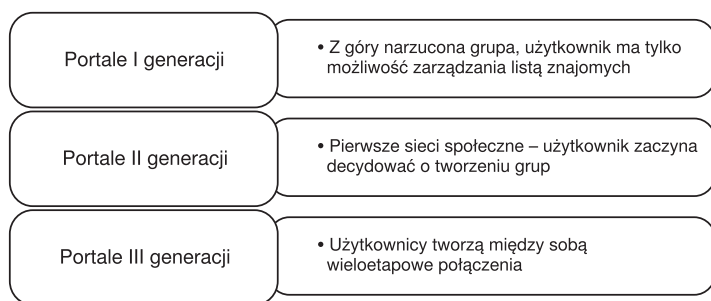 Portale I generacji
• Z góry narzucona grupa, użytkownik ma tylko
możliwość zarządzania listą znajomych
Portale II generacji
• Pierwsze sieci społeczne – użytkownik zaczyna
decydować o tworzeniu grup
Portale III generacji
• Użytkownicy tworzą między sobą
wieloetapowe połączenia